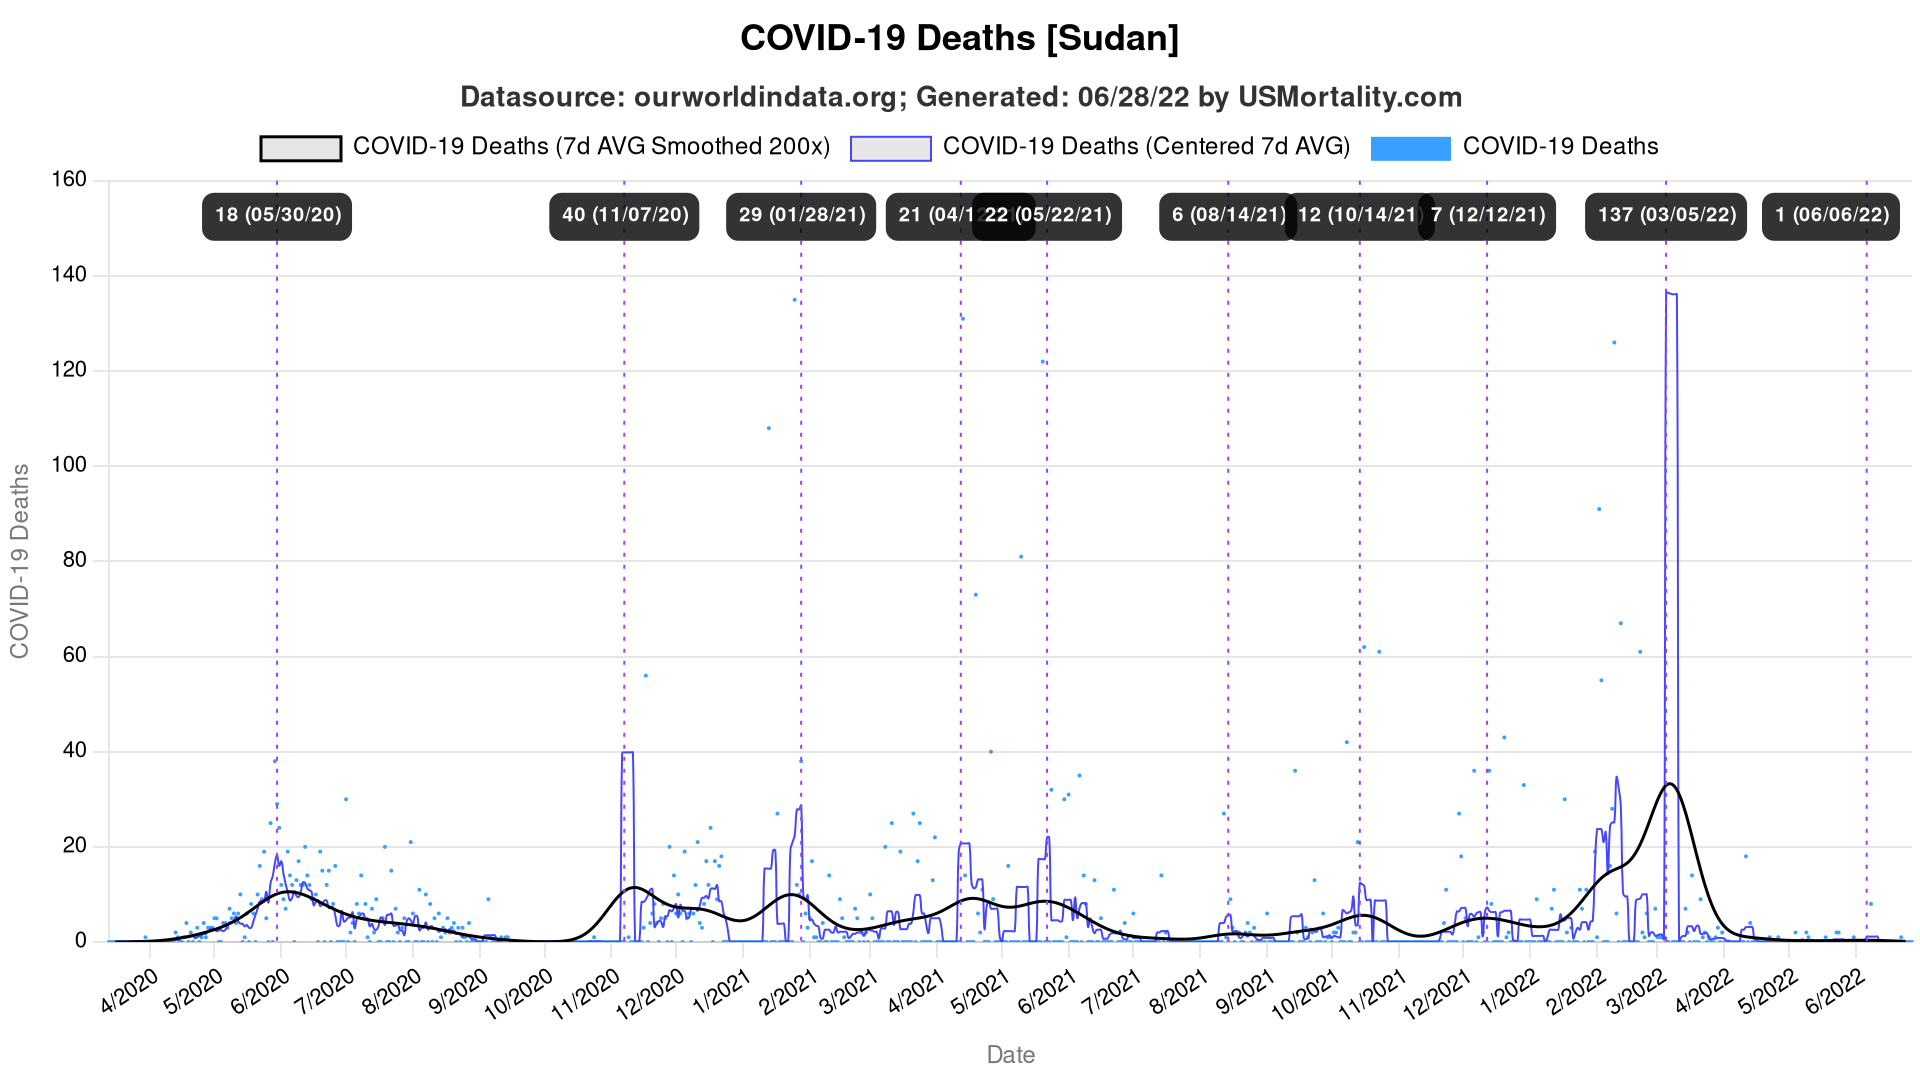 COVID-19 Deaths [Sudan]
Datasource: ourworldindata.org; Generated: 06/28/22 by USMortality.com
COVID-19 Deaths (7d AVG Smoothed 200x) COVID-19 Deaths (Centered 7d AVG) COVID-19 Deaths
18 (05/30/20) 40 (11/07/20) 29 (01/28/21) 21 (04/1 22 (05/22/21) 6 (08/14/21) 12 (10/14/21) 7 (12/12/21) 137 (03/05/22) 1 (06/06/22)
160
140
120
100
80
60
40
20
0
COVID-19 Deaths
4/2020 5/2020 6/2020 7/2020 8/2020 9/2020 10/2020 11/2020 12/2020 1/2021 2/2021 3/2021 4/2021 5/2021 6/2021 7/2021 8/2021 9/2021 10/2021 11/2021 12/2021 1/2022 2/2022 3/2022 4/2022 5/2022 6/2022
Date